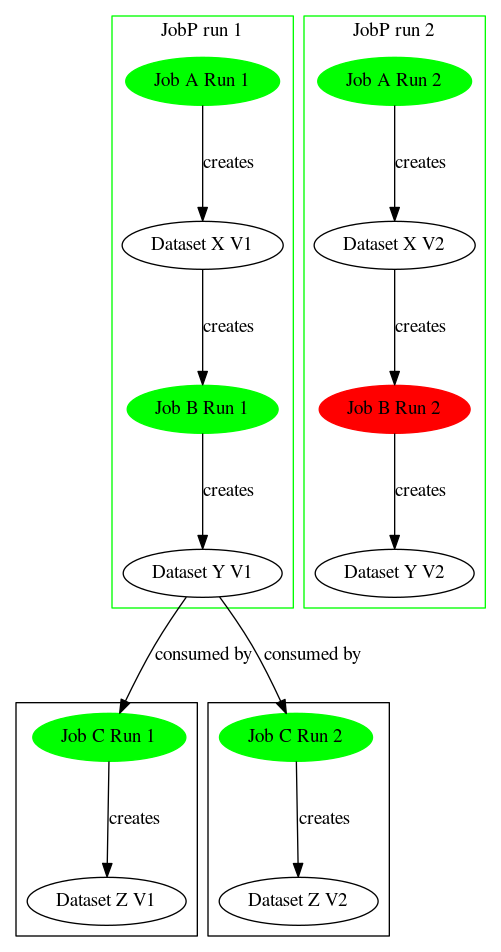 JobP run 1
Job A Run 1
creates
Dataset X V1
creates
Job B Run 1
creates
Dataset Y V1
JobP run 2
Job A Run 2
creates
Dataset X V2
creates
Job B Run 2
creates
Dataset Y V2
consumed by
consumed by
Job C Run 1
creates
Dataset Z V1
Job C Run 2
creates
Dataset Z V2